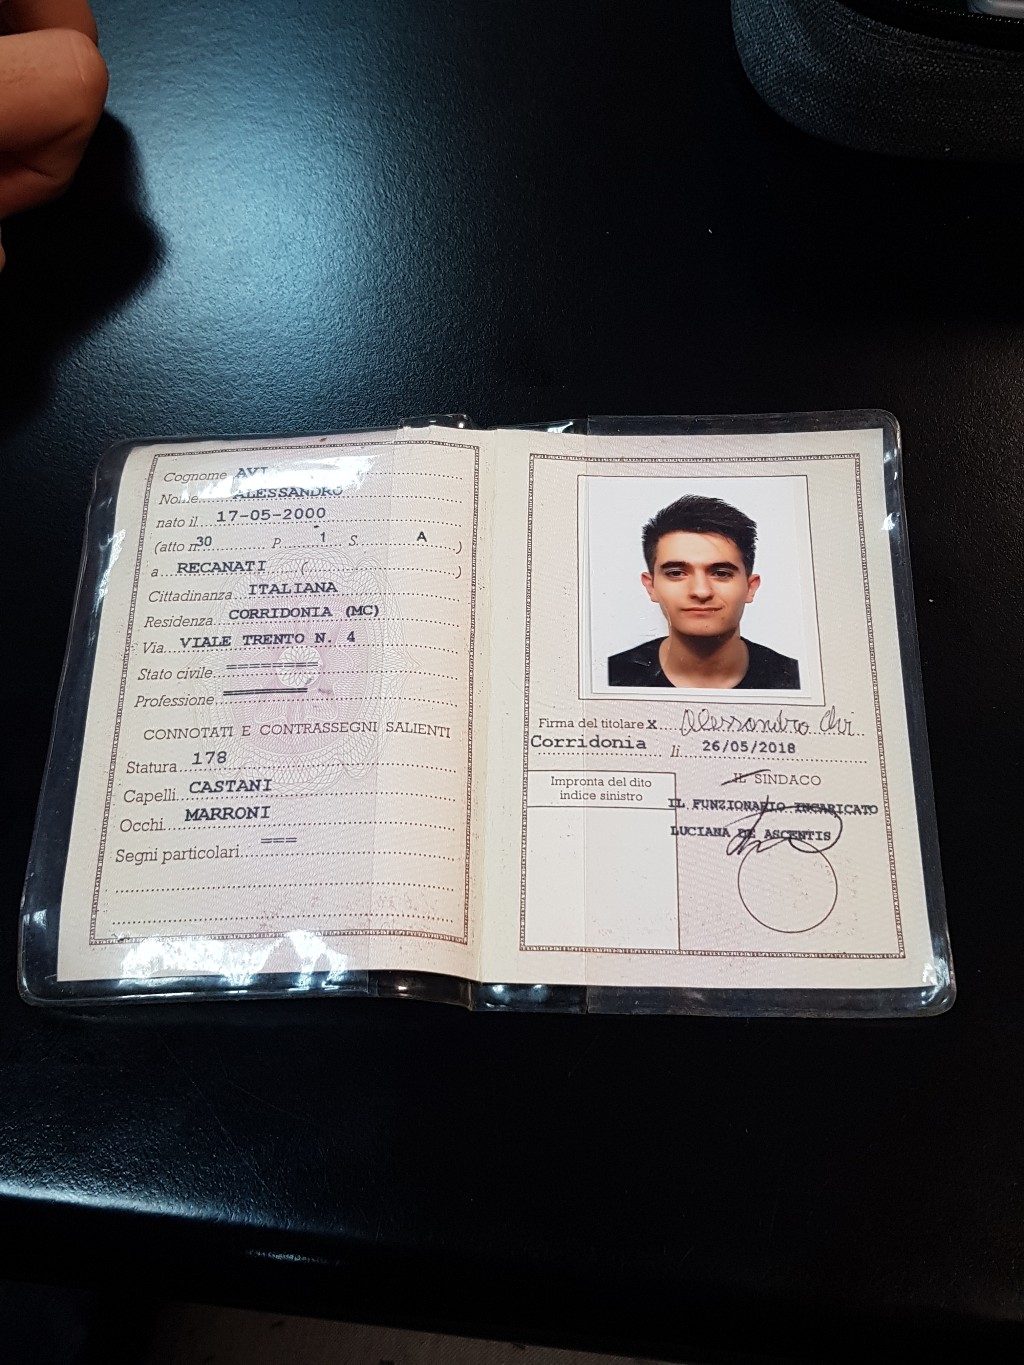 Cognome AVI
Nome ALESSANDRO
nato il 17-05-2000
(atto n. 30 P. 1 S. A )
a RECANATI ( )
Cittadinanza ITALIANA
Residenza CORRIDONIA (MC)
Via VIALE TRENTO N. 4
Stato civile ========
Professione ========
CONNOTATI E CONTRASSEGNI SALIENTI
Statura 178
Capelli CASTANI
Occhi MARRONI
Segni particolari ===
Firma del titolare X Alessandro Avi
Corridonia lì 26/05/2018
IL SINDACO
Impronta del dito
indice sinistro
IL FUNZIONARIO INCARICATO
LUCIANA DE ASCENTIS